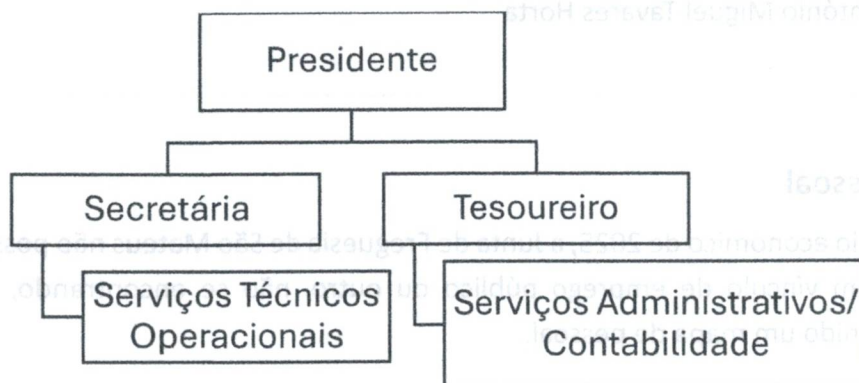 Presidente
Secretária
Tesoureiro
Serviços Técnicos
Operacionais
Serviços Administrativos/
Contabilidade